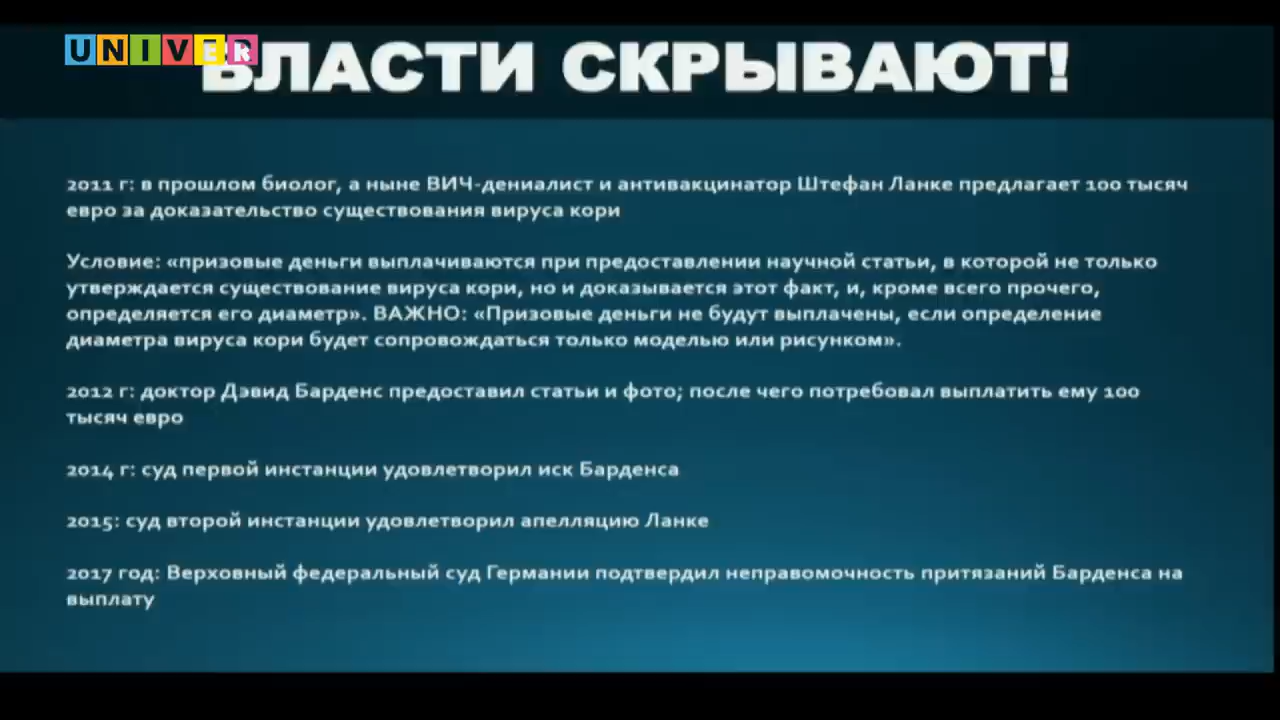 UNIVER
ВЛАСТИ СКРЫВАЮТ!
2011 г: в прошлом биолог, а ныне ВИЧ-дениалист и антивакцинатор Штефан Ланке предлагает 100 тысяч
евро за доказательство существования вируса кори
Условие: «призовые деньги выплачиваются при предоставлении научной статьи, в которой не только
утверждается существование вируса кори, но и доказывается этот факт, и, кроме всего прочего,
определяется его диаметр». ВАЖНО: «Призовые деньги не будут выплачены, если определение
диаметра вируса кори будет сопровождаться только моделью или рисунком».
2012 г: доктор Дэвид Барденс предоставил статьи и фото; после чего потребовал выплатить ему 100
тысяч евро
2014 г: суд первой инстанции удовлетворил иск Барденса
2015: суд второй инстанции удовлетворил апелляцию Ланке
2017 год: Верховный федеральный суд Германии подтвердил неправомочность притязаний Барденса на
выплату